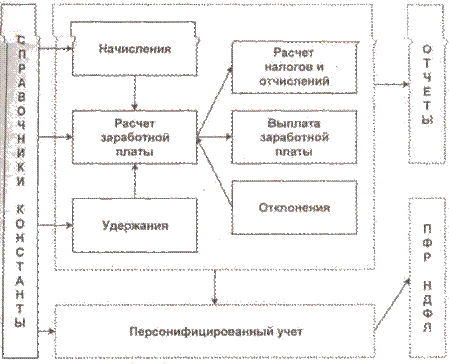 СПРАВОЧНИКИ КОНСТАНТЫ
Начисления
Расчет
заработной
платы
Удержания
Расчет
налогов и
отчислений
Выплата
заработной
платы
Отклонения
ОТЧЕТЫ
ПФР НДФЛ
Персонифицированный учет